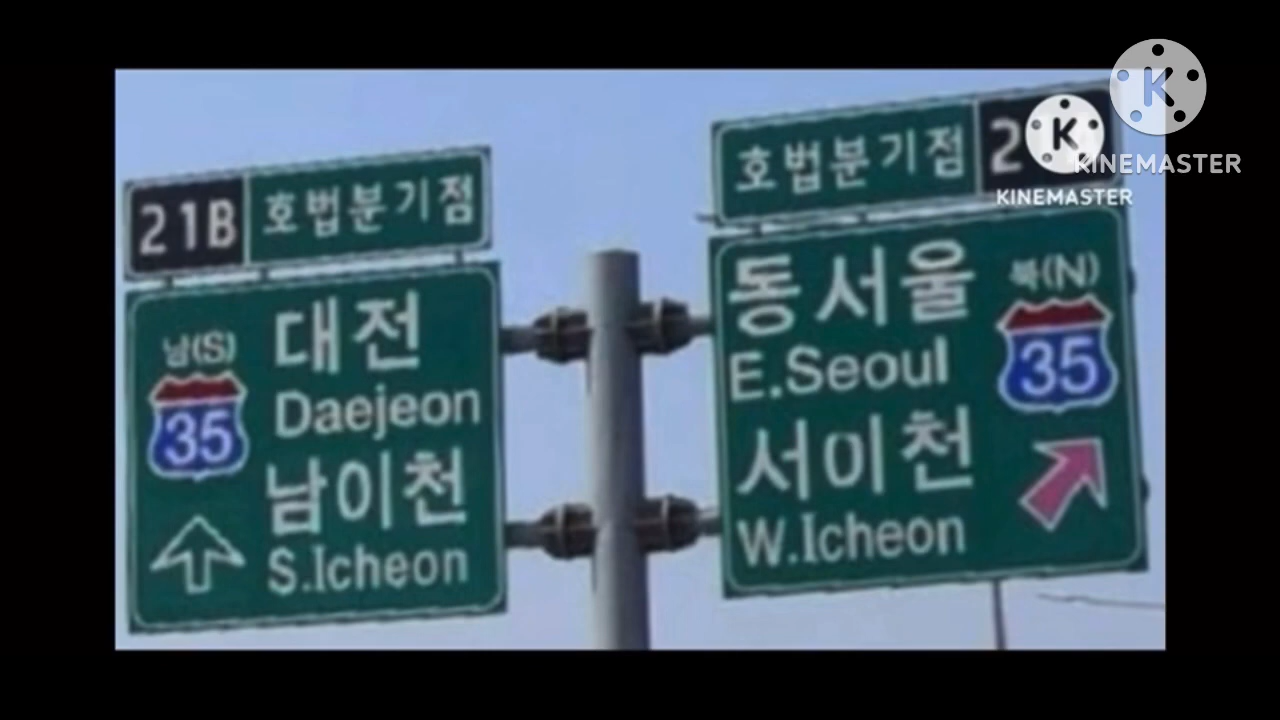 21B 호법분기점
남(S)
35
대전
Daejeon
남이천
S.Icheon
호법분기점
동서울
E.Seoul
북(N)
35
서이천
W.Icheon
K
KINEMASTER
K
KINEMASTER